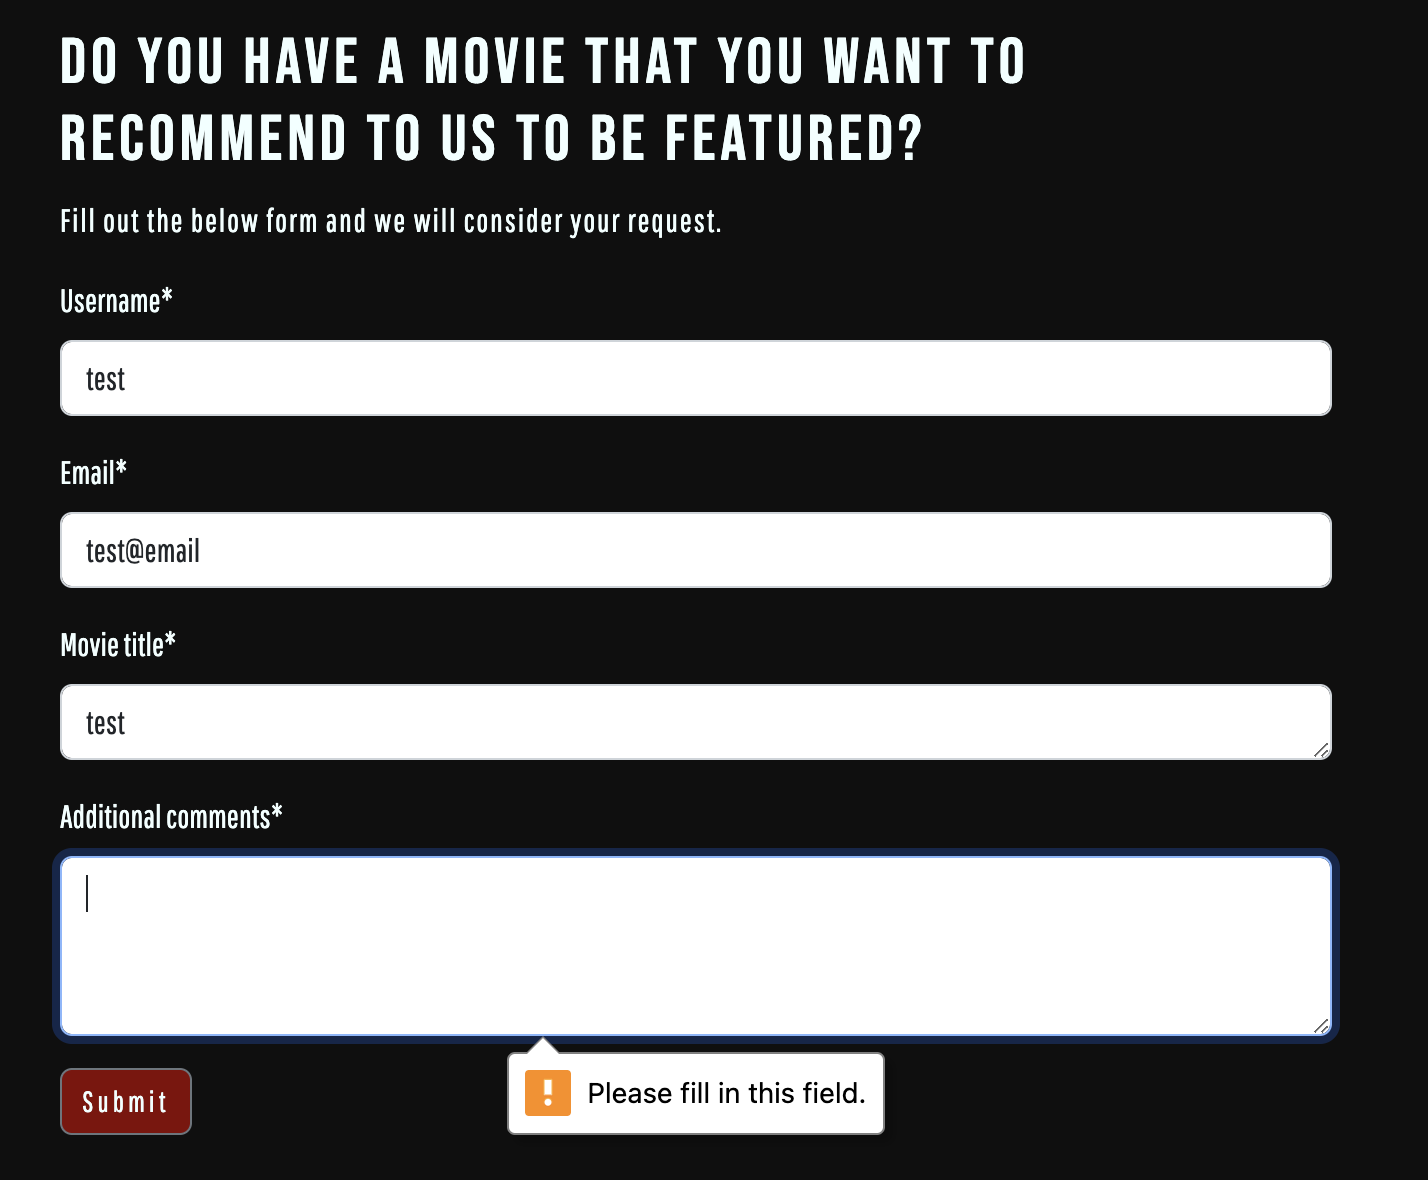 DO YOU HAVE A MOVIE THAT YOU WANT TO
RECOMMEND TO US TO BE FEATURED?
Fill out the below form and we will consider your request.
Username*
test
Email*
test@email
Movie title*
test
Additional comments*
Please fill in this field.
Submit